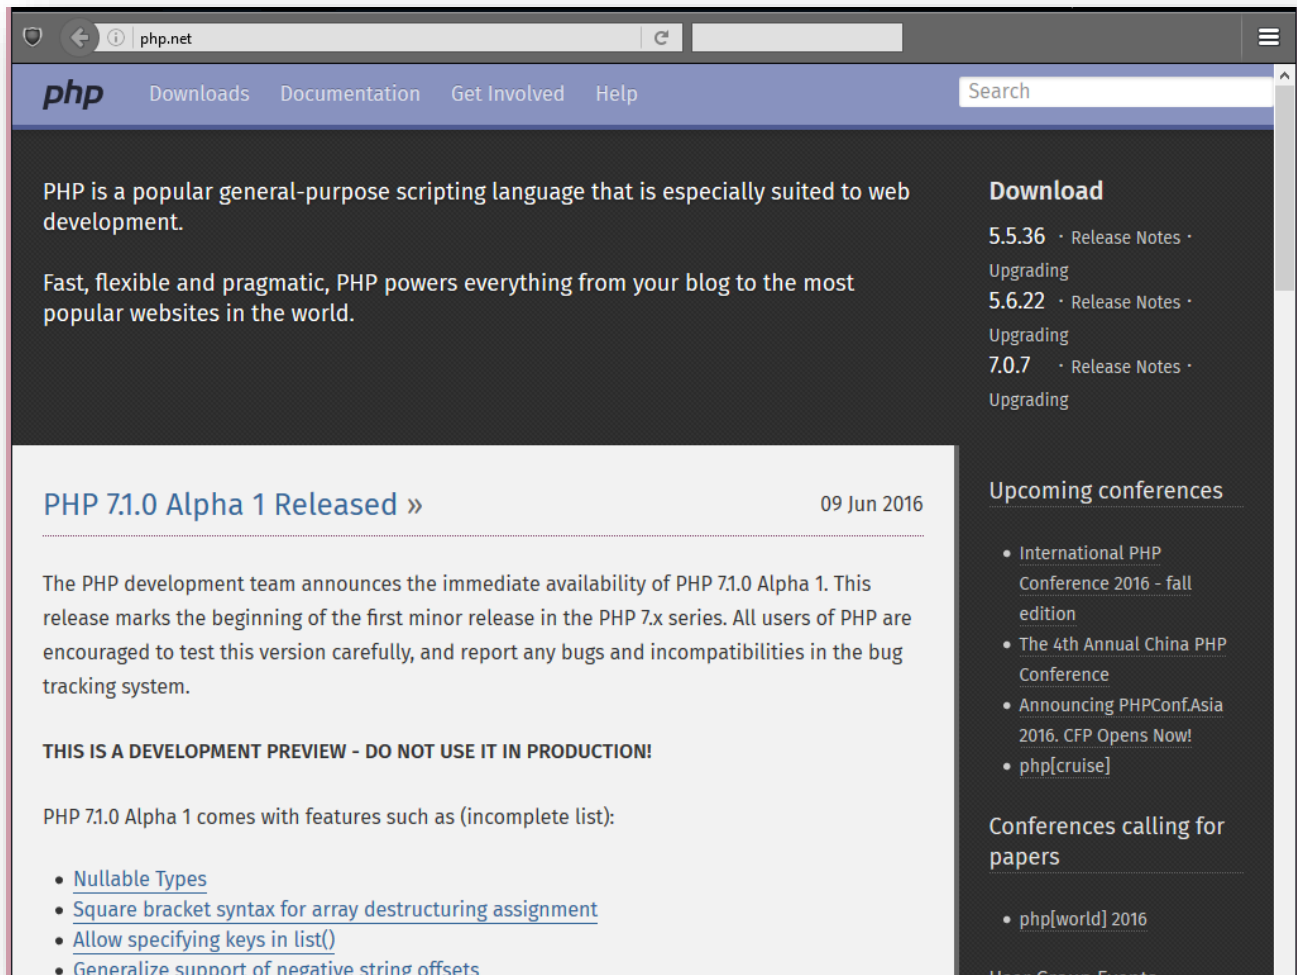 php.net
php Downloads Documentation Get Involved Help
Search
PHP is a popular general-purpose scripting language that is especially suited to web
development.
Fast, flexible and pragmatic, PHP powers everything from your blog to the most
popular websites in the world.
Download
5.5.36 · Release Notes ·
Upgrading
5.6.22 · Release Notes ·
Upgrading
7.0.7 · Release Notes ·
Upgrading
PHP 7.1.0 Alpha 1 Released »
09 Jun 2016
The PHP development team announces the immediate availability of PHP 7.1.0 Alpha 1. This
release marks the beginning of the first minor release in the PHP 7.x series. All users of PHP are
encouraged to test this version carefully, and report any bugs and incompatibilities in the bug
tracking system.
THIS IS A DEVELOPMENT PREVIEW - DO NOT USE IT IN PRODUCTION!
PHP 7.1.0 Alpha 1 comes with features such as (incomplete list):
• Nullable Types
• Square bracket syntax for array destructuring assignment
• Allow specifying keys in list()
• Generalize support of negative string offsets
Upcoming conferences
• International PHP
Conference 2016 - fall
edition
• The 4th Annual China PHP
Conference
• Announcing PHPConf.Asia
2016. CFP Opens Now!
• php[cruise]
Conferences calling for
papers
• php[world] 2016
User Group Events